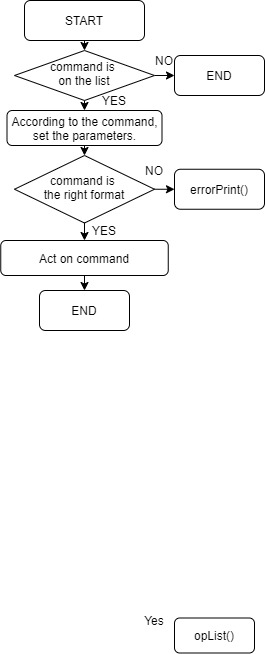 START
command is
on the list
NO
END
YES
According to the command,
set the parameters.
command is
the right format
NO
errorPrint()
YES
Act on command
END
Yes
opList()